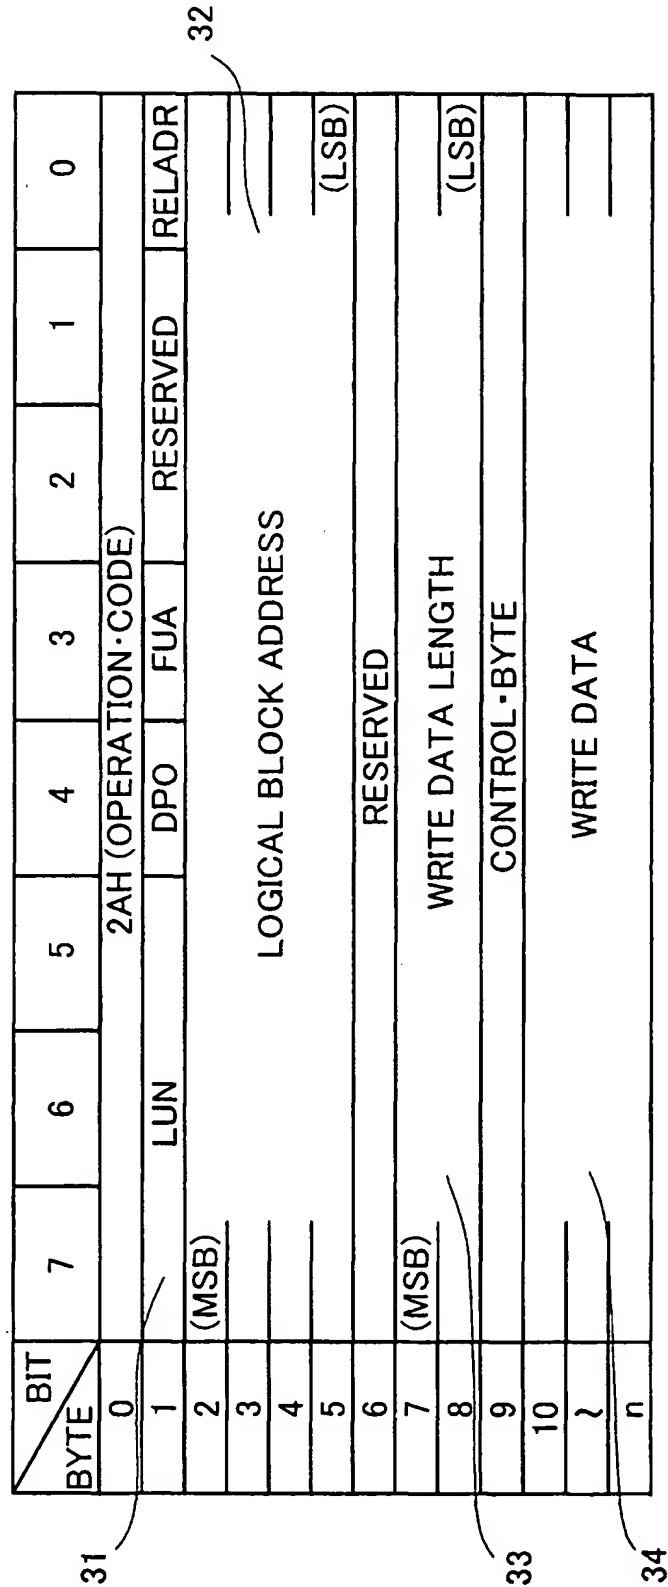 32
BIT
BYTE
7 6 5 4 3 2 1 0
0 2AH (OPERATION·CODE)
1 LUN DPO FUA RESERVED RELADR
2 (MSB)
3
LOGICAL BLOCK ADDRESS
4
5 (LSB)
6 RESERVED
7 (MSB)
WRITE DATA LENGTH
8 (LSB)
9 CONTROL·BYTE
10
≀ WRITE DATA
n
31
33
34